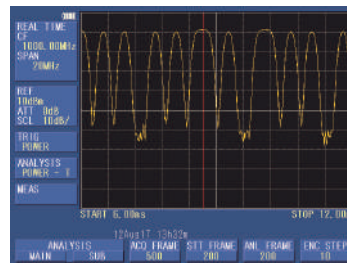 REAL TIME
CF
1000.00MHz
SPAN
20MHz
REF
10dBm
ATT 0dB
SCL 10dB/
TRIG
POWER
ANALYSIS
POWER - T
MEAS
START 6.00ms
STOP 12.00
12Aug17 13h32m
ANALYSIS
MAIN SUB
ACQ FRAME
500
STT FRAME
200
ANL FRAME
200
ENC STEP
10